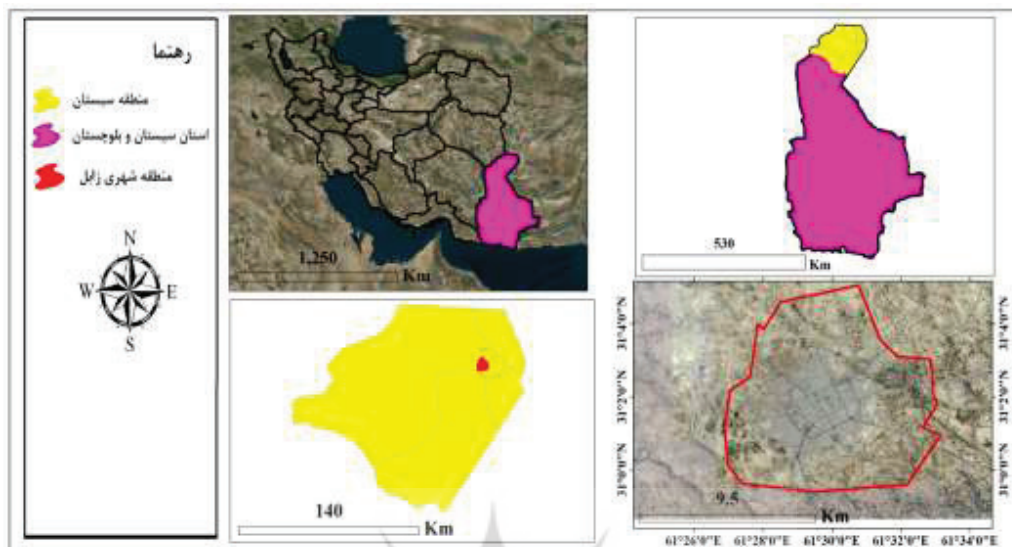 رهتما
منطقه سیستان
استان سیستان و بلوچستان
منطقه شهری زابل
N
W E
S
1,250
Km
530
Km
140
Km
31°4'0"N
31°2'0"N
31°0'0"N
31°4'0"N
31°2'0"N
31°0'0"N
9.5
Km
61°26'0"E 61°28'0"E 61°30'0"E 61°32'0"E 61°34'0"E